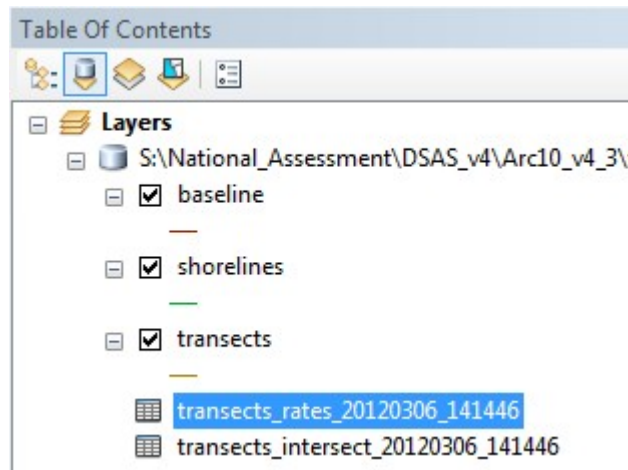 Table Of Contents
Layers
S:\National_Assessment\DSAS_v4\Arc10_v4_3\
baseline
shorelines
transects
transects_rates_20120306_141446
transects_intersect_20120306_141446